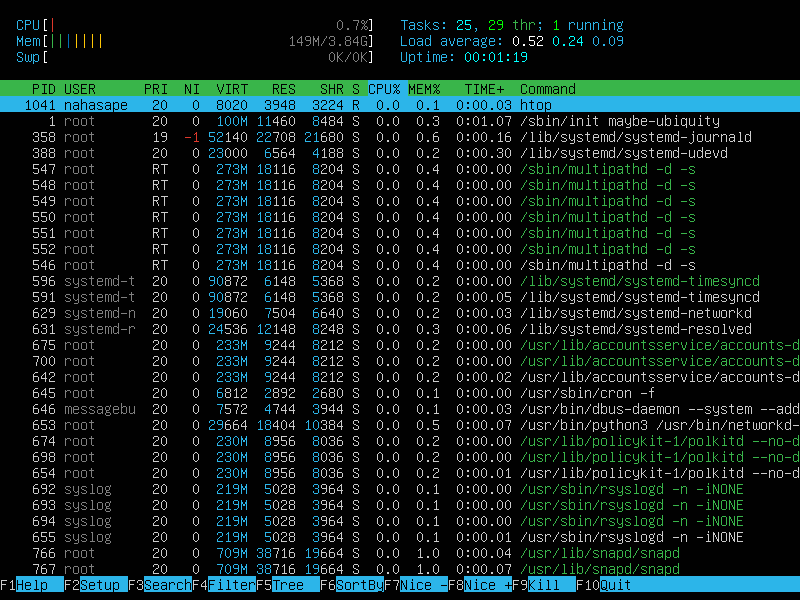 CPU[| 0.7%] Tasks: 25, 29 thr; 1 running
Mem[||||||| 149M/3.84G] Load average: 0.52 0.24 0.09
Swp[ 0K/0K] Uptime: 00:01:19
PID USER PRI NI VIRT RES SHR S CPU% MEM% TIME+ Command
1041 nahasape 20 0 8020 3948 3224 R 0.0 0.1 0:00.03 htop
1 root 20 0 100M 11460 8484 S 0.0 0.3 0:01.07 /sbin/init maybe-ubiquity
358 root 19 -1 52140 22708 21680 S 0.0 0.6 0:00.16 /lib/systemd/systemd-journald
388 root 20 0 23000 6564 4188 S 0.0 0.2 0:00.30 /lib/systemd/systemd-udevd
547 root RT 0 273M 18116 8204 S 0.0 0.4 0:00.00 /sbin/multipathd -d -s
548 root RT 0 273M 18116 8204 S 0.0 0.4 0:00.00 /sbin/multipathd -d -s
549 root RT 0 273M 18116 8204 S 0.0 0.4 0:00.00 /sbin/multipathd -d -s
550 root RT 0 273M 18116 8204 S 0.0 0.4 0:00.00 /sbin/multipathd -d -s
551 root RT 0 273M 18116 8204 S 0.0 0.4 0:00.00 /sbin/multipathd -d -s
552 root RT 0 273M 18116 8204 S 0.0 0.4 0:00.00 /sbin/multipathd -d -s
546 root RT 0 273M 18116 8204 S 0.0 0.4 0:00.00 /sbin/multipathd -d -s
596 systemd-t 20 0 90872 6148 5368 S 0.0 0.2 0:00.00 /lib/systemd/systemd-timesyncd
591 systemd-t 20 0 90872 6148 5368 S 0.0 0.2 0:00.05 /lib/systemd/systemd-timesyncd
629 systemd-n 20 0 19060 7504 6640 S 0.0 0.2 0:00.03 /lib/systemd/systemd-networkd
631 systemd-r 20 0 24536 12148 8248 S 0.0 0.3 0:00.06 /lib/systemd/systemd-resolved
675 root 20 0 233M 9244 8212 S 0.0 0.2 0:00.00 /usr/lib/accountsservice/accounts-d
700 root 20 0 233M 9244 8212 S 0.0 0.2 0:00.00 /usr/lib/accountsservice/accounts-d
642 root 20 0 233M 9244 8212 S 0.0 0.2 0:00.02 /usr/lib/accountsservice/accounts-d
645 root 20 0 6812 2892 2680 S 0.0 0.1 0:00.00 /usr/sbin/cron -f
646 messagebu 20 0 7572 4744 3944 S 0.0 0.1 0:00.03 /usr/bin/dbus-daemon --system --add
653 root 20 0 29664 18404 10384 S 0.0 0.5 0:00.07 /usr/bin/python3 /usr/bin/networkd-
674 root 20 0 230M 8956 8036 S 0.0 0.2 0:00.00 /usr/lib/policykit-1/polkitd --no-d
698 root 20 0 230M 8956 8036 S 0.0 0.2 0:00.00 /usr/lib/policykit-1/polkitd --no-d
654 root 20 0 230M 8956 8036 S 0.0 0.2 0:00.01 /usr/lib/policykit-1/polkitd --no-d
692 syslog 20 0 219M 5028 3964 S 0.0 0.1 0:00.00 /usr/sbin/rsyslogd -n -iNONE
693 syslog 20 0 219M 5028 3964 S 0.0 0.1 0:00.00 /usr/sbin/rsyslogd -n -iNONE
694 syslog 20 0 219M 5028 3964 S 0.0 0.1 0:00.00 /usr/sbin/rsyslogd -n -iNONE
655 syslog 20 0 219M 5028 3964 S 0.0 0.1 0:00.01 /usr/sbin/rsyslogd -n -iNONE
766 root 20 0 709M 38716 19664 S 0.0 1.0 0:00.04 /usr/lib/snapd/snapd
767 root 20 0 709M 38716 19664 S 0.0 1.0 0:00.00 /usr/lib/snapd/snapd
F1Help F2Setup F3SearchF4FilterF5Tree F6SortByF7Nice -F8Nice +F9Kill F10Quit